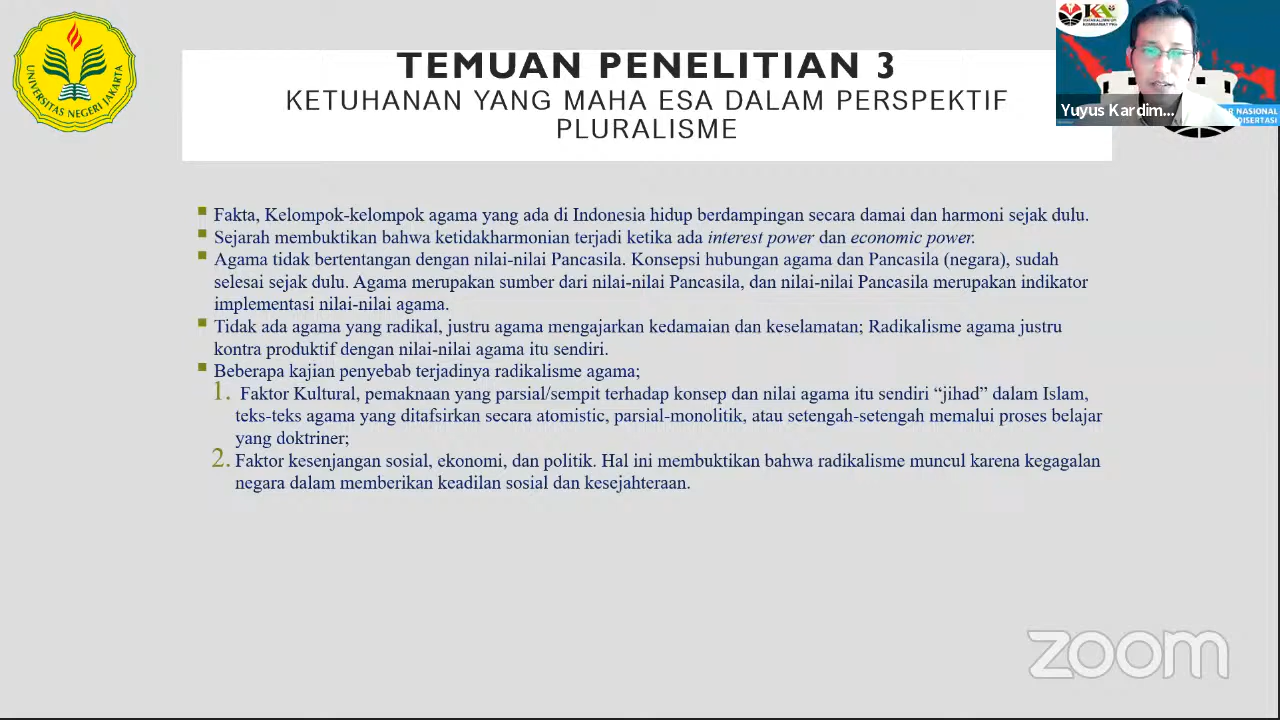 UNIVERSITAS NEGERI JAKARTA
TEMUAN PENELITIAN 3
KETUHANAN YANG MAHA ESA DALAM PERSPEKTIF
PLURALISME
Yuyus Kardim...
NASIONAL
DISERTASI
Fakta, Kelompok-kelompok agama yang ada di Indonesia hidup berdampingan secara damai dan harmoni sejak dulu.
Sejarah membuktikan bahwa ketidakharmonian terjadi ketika ada interest power dan economic power.
Agama tidak bertentangan dengan nilai-nilai Pancasila. Konsepsi hubungan agama dan Pancasila (negara), sudah
selesai sejak dulu. Agama merupakan sumber dari nilai-nilai Pancasila, dan nilai-nilai Pancasila merupakan indikator
implementasi nilai-nilai agama.
Tidak ada agama yang radikal, justru agama mengajarkan kedamaian dan keselamatan; Radikalisme agama justru
kontra produktif dengan nilai-nilai agama itu sendiri.
Beberapa kajian penyebab terjadinya radikalisme agama;
1. Faktor Kultural, pemaknaan yang parsial/sempit terhadap konsep dan nilai agama itu sendiri “jihad” dalam Islam,
teks-teks agama yang ditafsirkan secara atomistic, parsial-monolitik, atau setengah-setengah memalui proses belajar
yang doktriner;
2. Faktor kesenjangan sosial, ekonomi, dan politik. Hal ini membuktikan bahwa radikalisme muncul karena kegagalan
negara dalam memberikan keadilan sosial dan kesejahteraan.
zoom